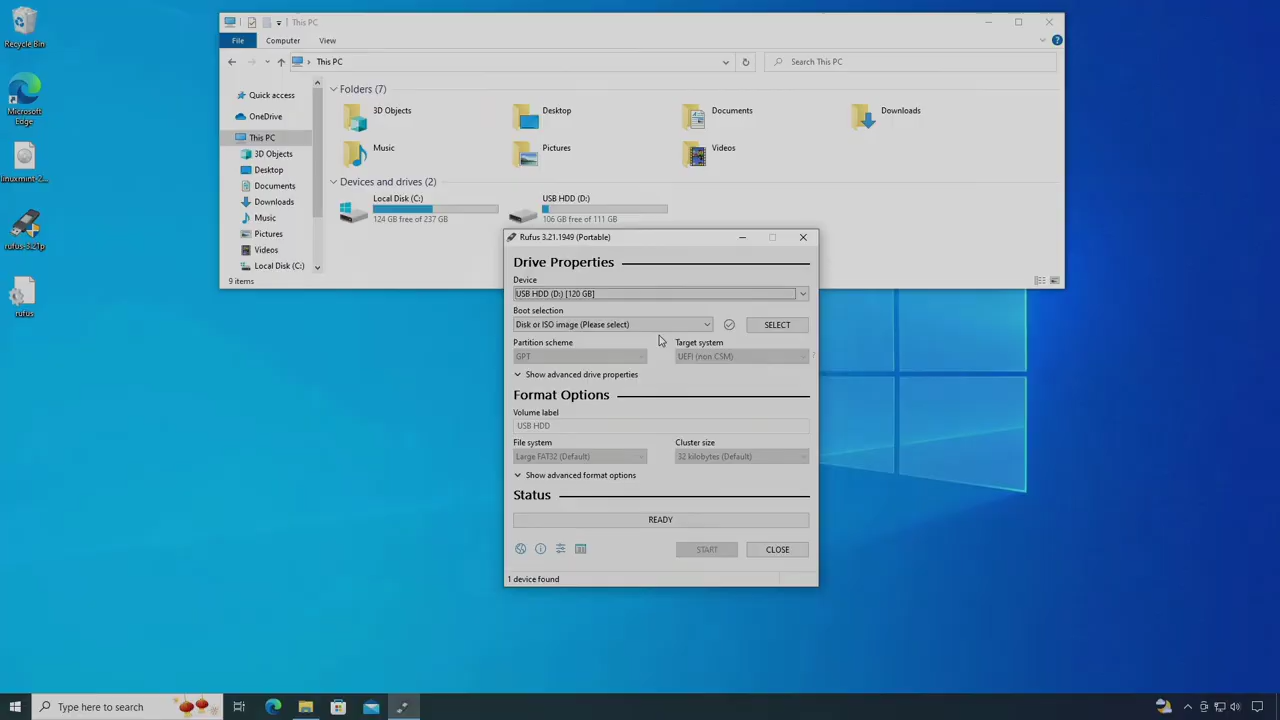 Recycle Bin
Microsoft
Edge
linuxmint-2...
rufus-3.21p
rufus
This PC
File
Computer
View
This PC
Search This PC
Quick access
OneDrive
This PC
3D Objects
Desktop
Documents
Downloads
Music
Pictures
Videos
Local Disk (C:)
Folders (7)
3D Objects
Desktop
Documents
Downloads
Music
Pictures
Videos
Devices and drives (2)
Local Disk (C:)
124 GB free of 237 GB
USB HDD (D:)
106 GB free of 111 GB
9 items
Rufus 3.21.1949 (Portable)
Drive Properties
Device
USB HDD (D:) [120 GB]
Boot selection
Disk or ISO image (Please select)
SELECT
Partition scheme
Target system
GPT
UEFI (non CSM)
?
Show advanced drive properties
Format Options
Volume label
USB HDD
File system
Cluster size
Large FAT32 (Default)
32 kilobytes (Default)
Show advanced format options
Status
READY
START
CLOSE
1 device found
Type here to search